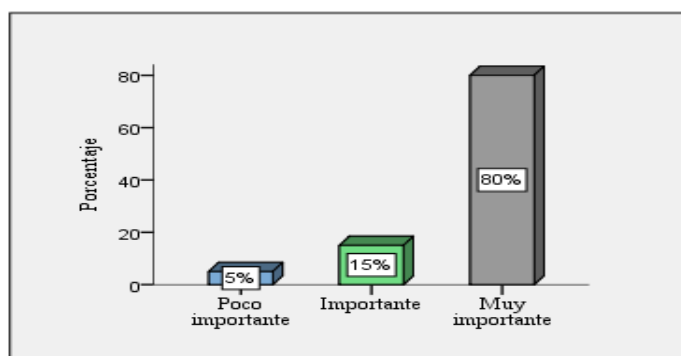 80
60
40
20
0
Porcentaje
5%
15%
80%
Poco
importante
Importante
Muy
importante